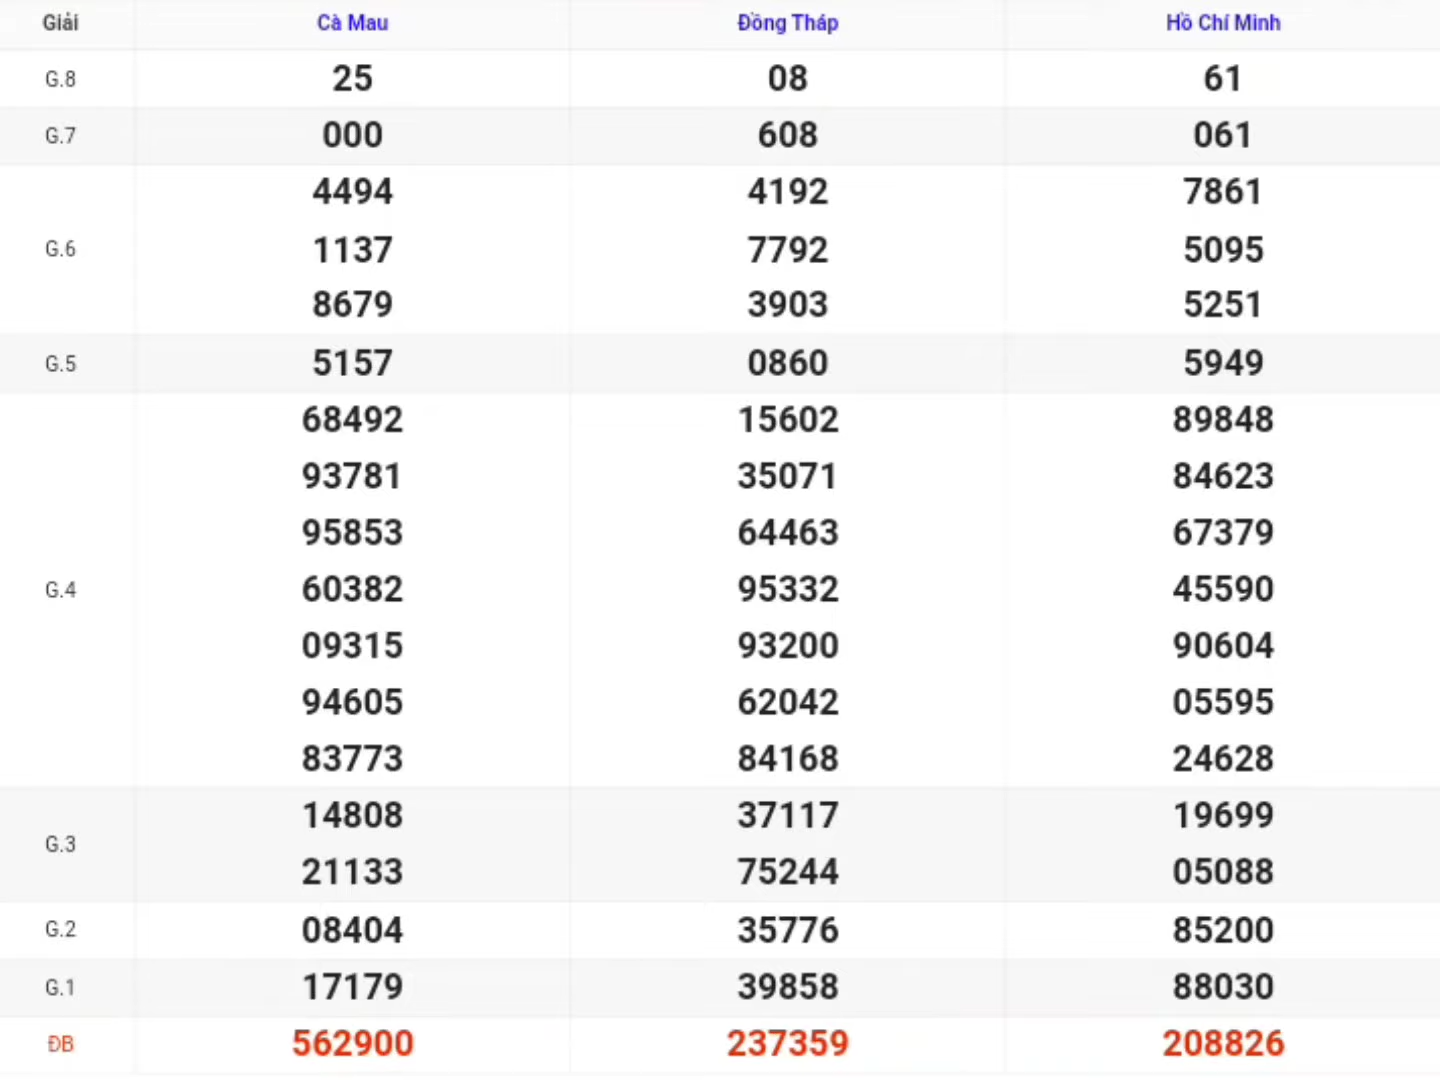 Giải Cà Mau Đồng Tháp Hồ Chí Minh
G.8 25 08 61
G.7 000 608 061
4494 4192 7861
G.6 1137 7792 5095
8679 3903 5251
G.5 5157 0860 5949
68492 15602 89848
93781 35071 84623
95853 64463 67379
G.4 60382 95332 45590
09315 93200 90604
94605 62042 05595
83773 84168 24628
14808 37117 19699
G.3
21133 75244 05088
G.2 08404 35776 85200
G.1 17179 39858 88030
ĐB 562900 237359 208826